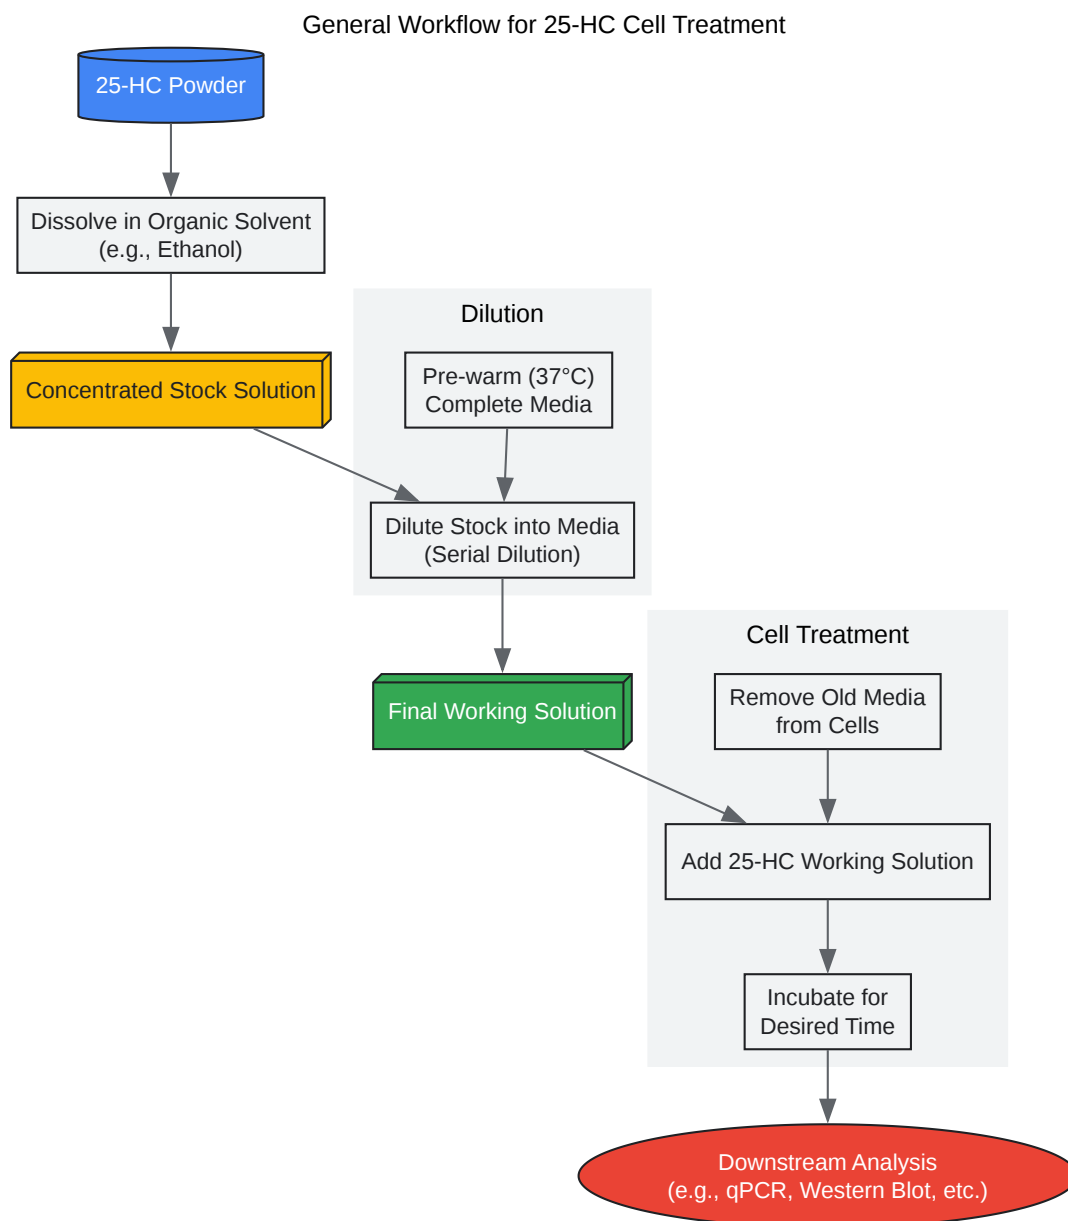 General Workflow for 25-HC Cell Treatment
25-HC Powder
Dissolve in Organic Solvent
(e.g., Ethanol)
Concentrated Stock Solution
Dilution
Pre-warm (37°C)
Complete Media
Dilute Stock into Media
(Serial Dilution)
Final Working Solution
Cell Treatment
Remove Old Media
from Cells
Add 25-HC Working Solution
Incubate for
Desired Time
Downstream Analysis
(e.g., qPCR, Western Blot, etc.)